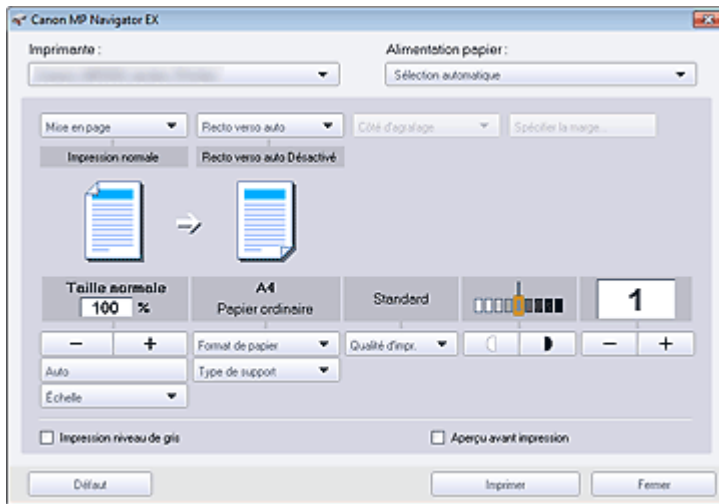 Canon MP Navigator EX
Imprimante :
Alimentation papier :
Sélection automatique
Mise en page
Recto verso auto
Côté d'agrafage
Spécifier la marge...
Impression normale
Recto verso auto Désactivé
Taille normale
100 %
A4
Papier ordinaire
Standard
1
- +
Format de papier
Qualité d'impr.
- +
Auto
Type de support
Échelle
Impression niveau de gris
Aperçu avant impression
Défaut
Imprimer
Fermer